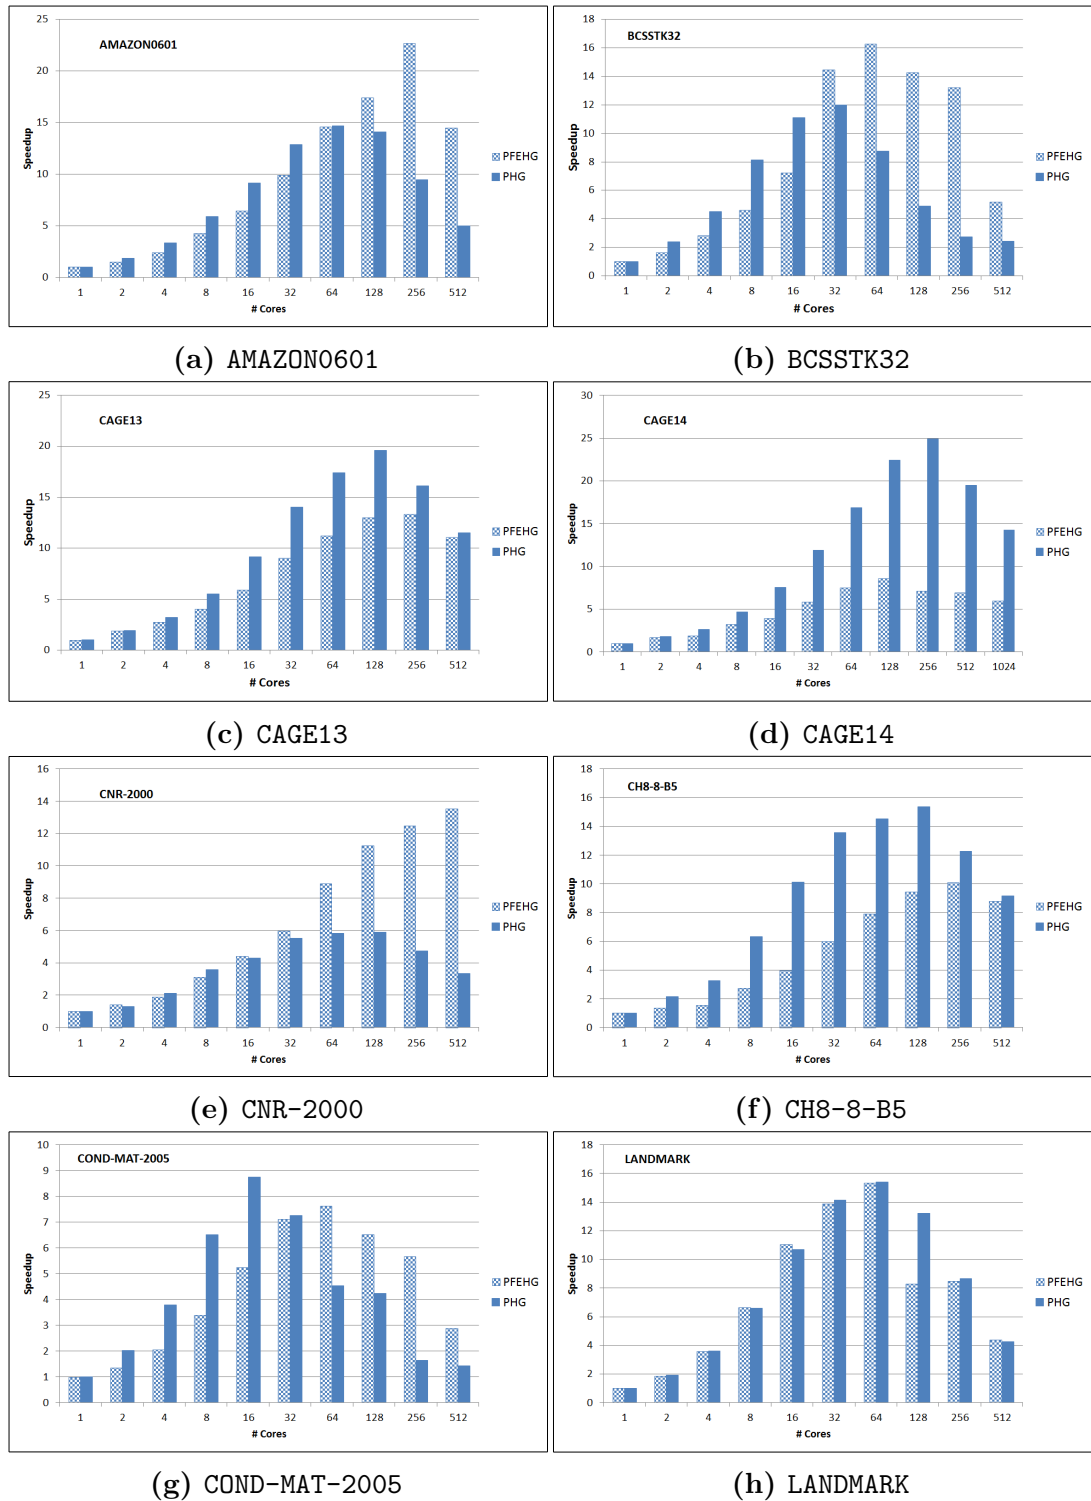 AMAZON0601
25
20
15
10
5
0
Speedup
1 2 4 8 16 32 64 128 256 512
# Cores
PFEHG
PHG
(a) AMAZON0601
BCSSTK32
18
16
14
12
10
8
6
4
2
0
Speedup
1 2 4 8 16 32 64 128 256 512
# Cores
PFEHG
PHG
(b) BCSSTK32
CAGE13
25
20
15
10
5
0
Speedup
1 2 4 8 16 32 64 128 256 512
# Cores
PFEHG
PHG
(c) CAGE13
CAGE14
30
25
20
15
10
5
0
Speedup
1 2 4 8 16 32 64 128 256 512 1024
# Cores
PFEHG
PHG
(d) CAGE14
CNR-2000
16
14
12
10
8
6
4
2
0
Speedup
1 2 4 8 16 32 64 128 256 512
# Cores
PFEHG
PHG
(e) CNR-2000
CH8-8-B5
18
16
14
12
10
8
6
4
2
0
Speedup
1 2 4 8 16 32 64 128 256 512
# Cores
PFEHG
PHG
(f) CH8-8-B5
COND-MAT-2005
10
9
8
7
6
5
4
3
2
1
0
Speedup
1 2 4 8 16 32 64 128 256 512
# Cores
PFEHG
PHG
(g) COND-MAT-2005
LANDMARK
18
16
14
12
10
8
6
4
2
0
Speedup
1 2 4 8 16 32 64 128 256 512
# Cores
PFEHG
PHG
(h) LANDMARK